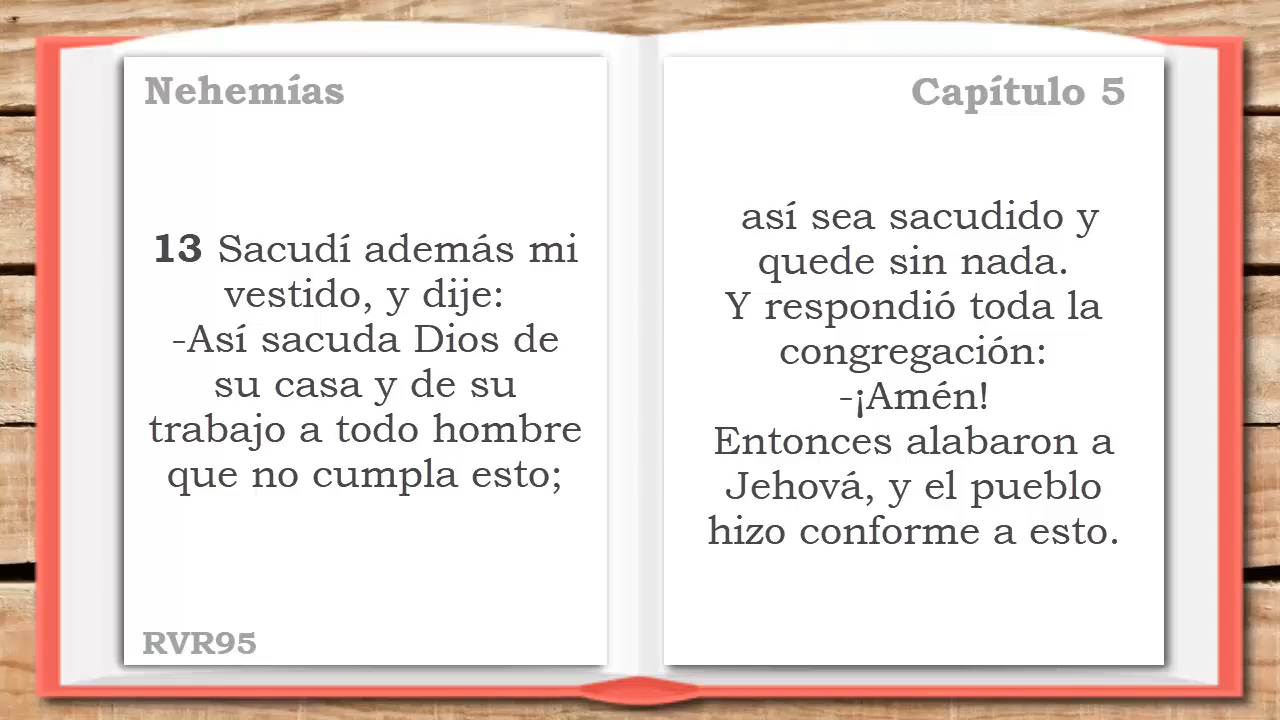 Nehemías
13 Sacudí además mi
vestido, y dije:
-Así sacuda Dios de
su casa y de su
trabajo a todo hombre
que no cumpla esto;
RVR95
Capítulo 5
así sea sacudido y
quede sin nada.
Y respondió toda la
congregación:
-¡Amén!
Entonces alabaron a
Jehová, y el pueblo
hizo conforme a esto.